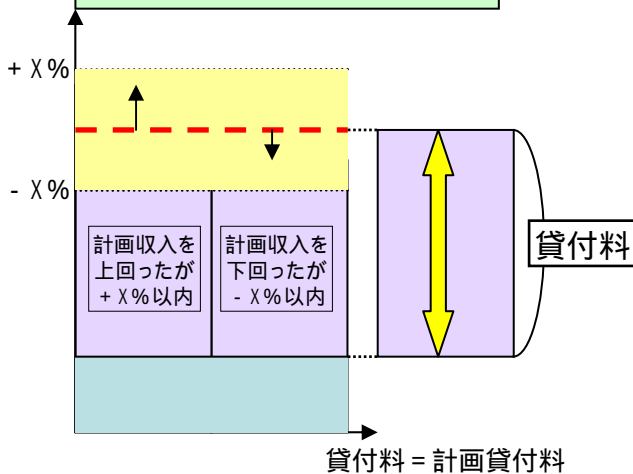 + X%
- X%
計画収入を
上回ったが
+ X%以内
計画収入を
下回ったが
- X%以内
貸付料
貸付料 = 計画貸付料